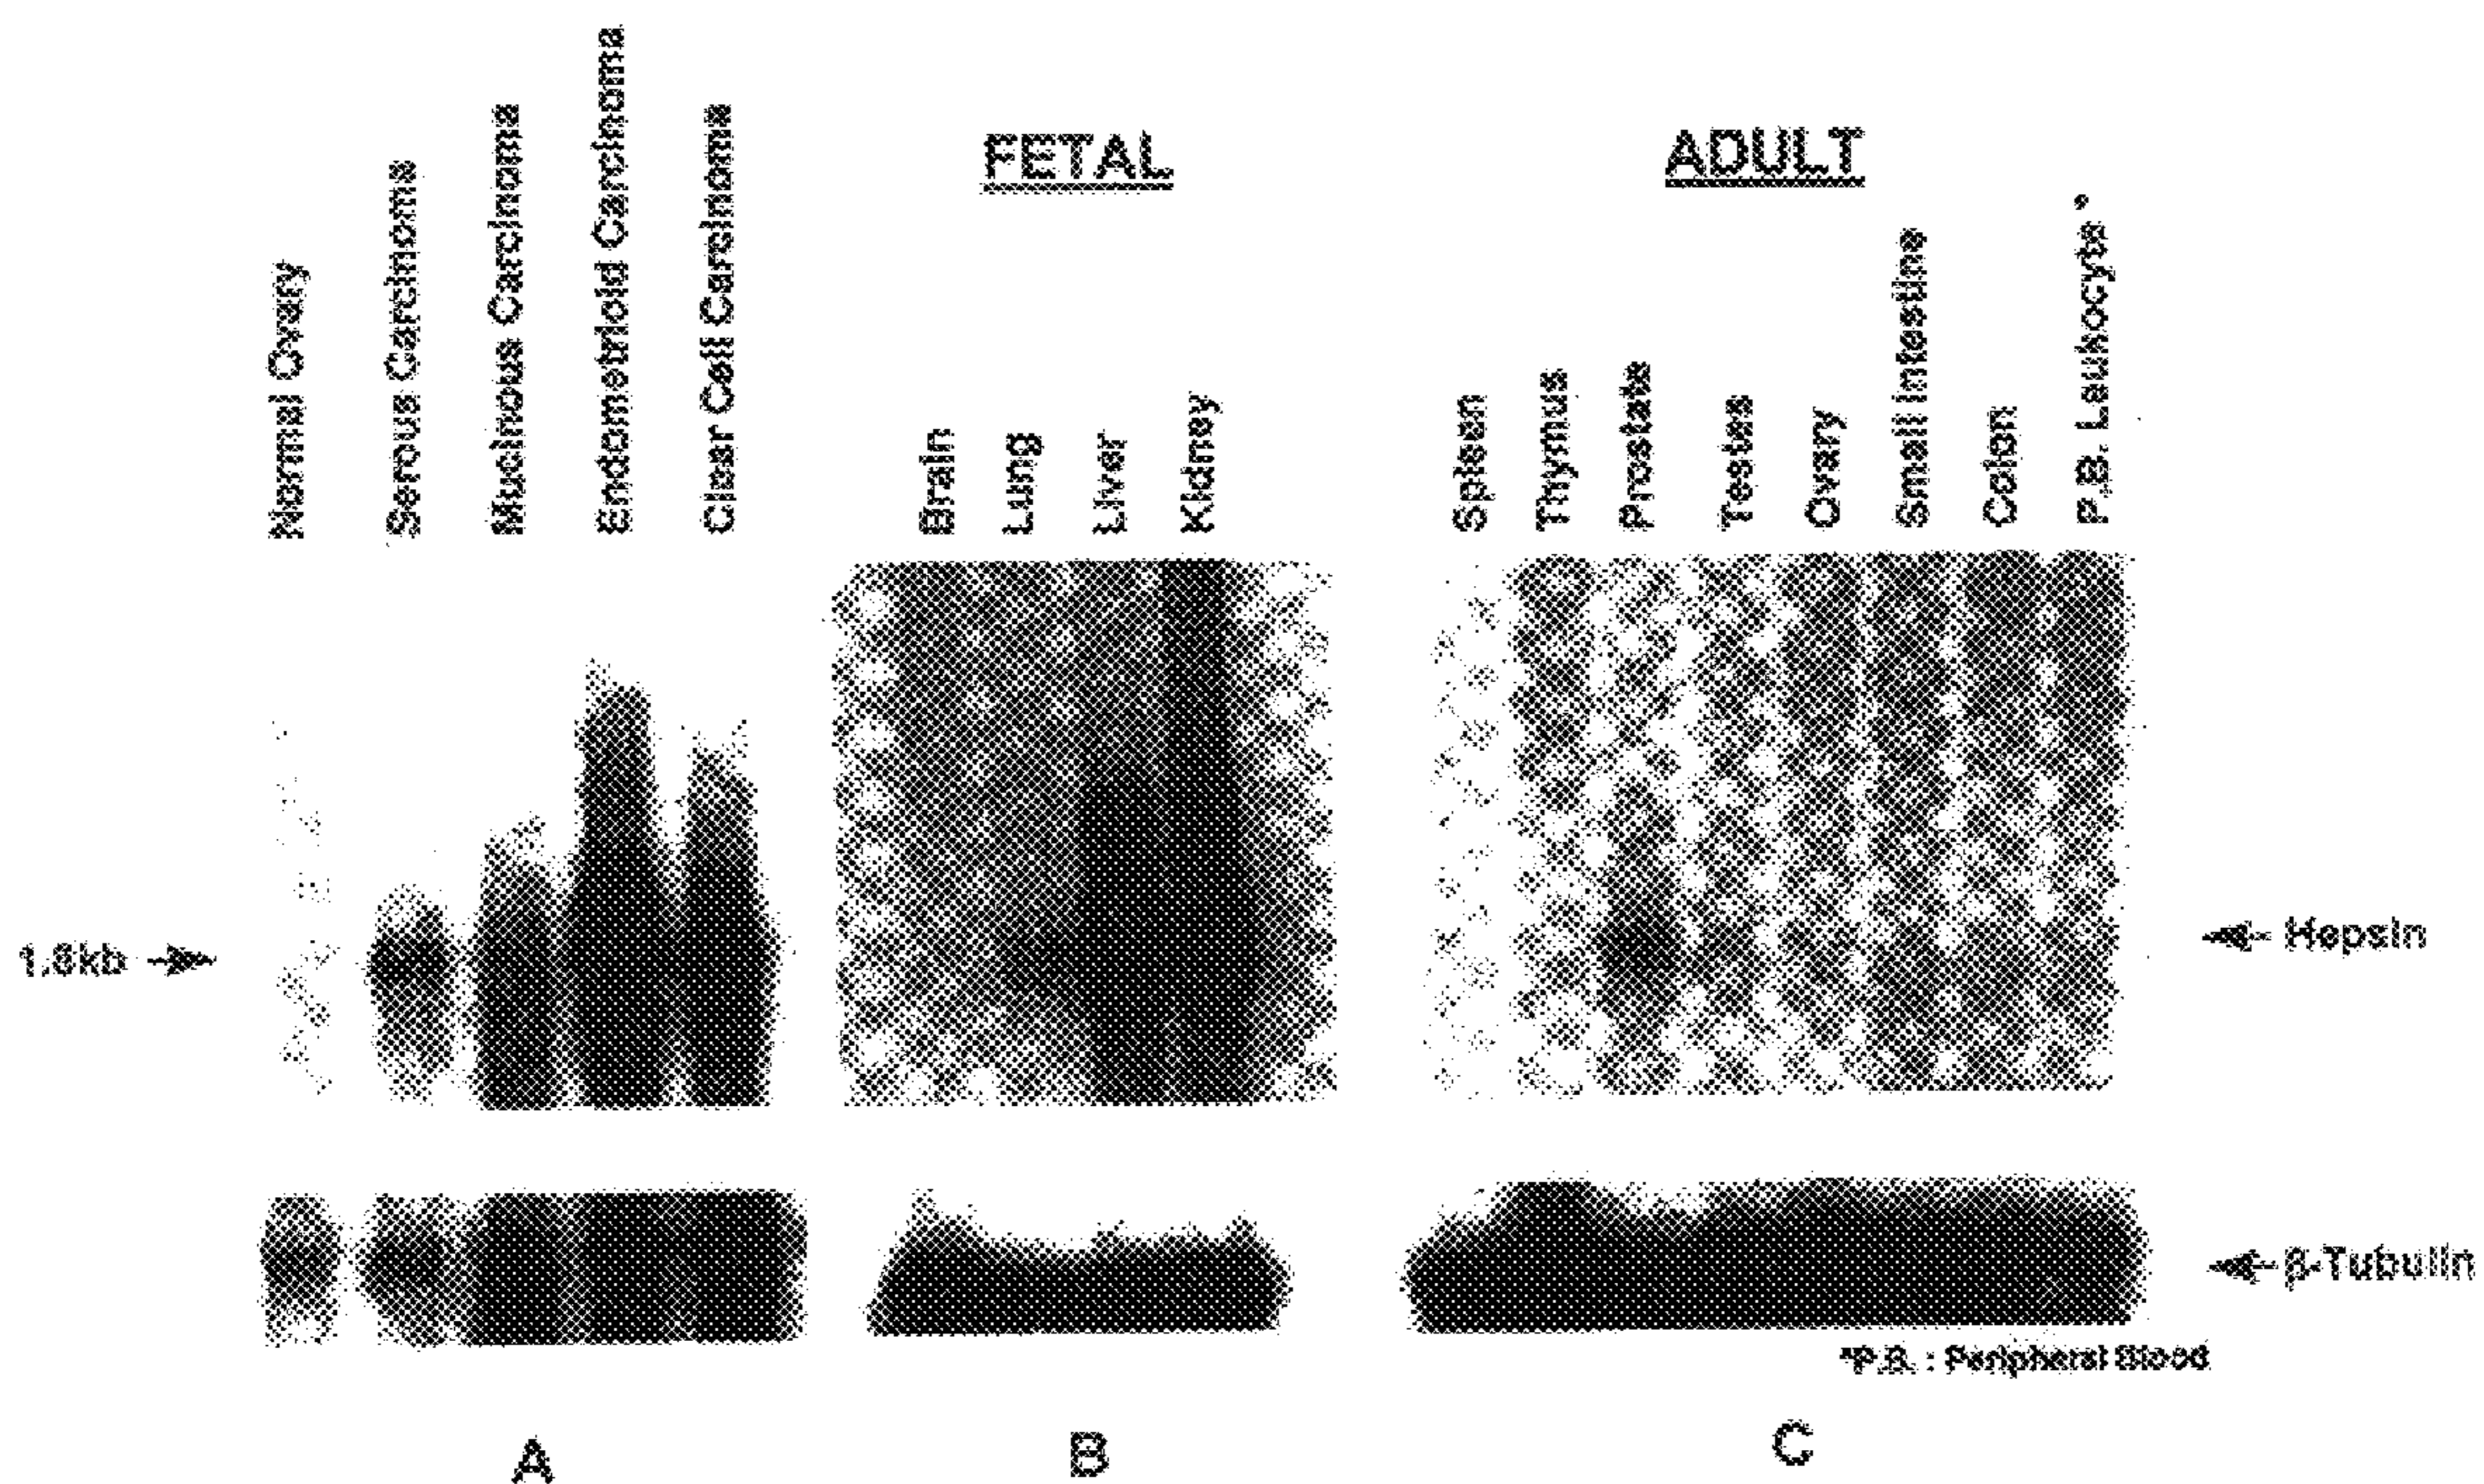 FETAL
ADULT
Normal Ovary
Serous Carcinoma
Mucinous Carcinoma
Endometrioid Carcinoma
Clear Cell Carcinoma
Brain
Lung
Liver
Kidney
Spleen
Thymus
Prostate
Testes
Ovary
Small Intestine
Colon
P.B. Leukocyte*
1.8kb
Hepsin
β-Tubulin
*P.B. : Peripheral Blood
A
B
C